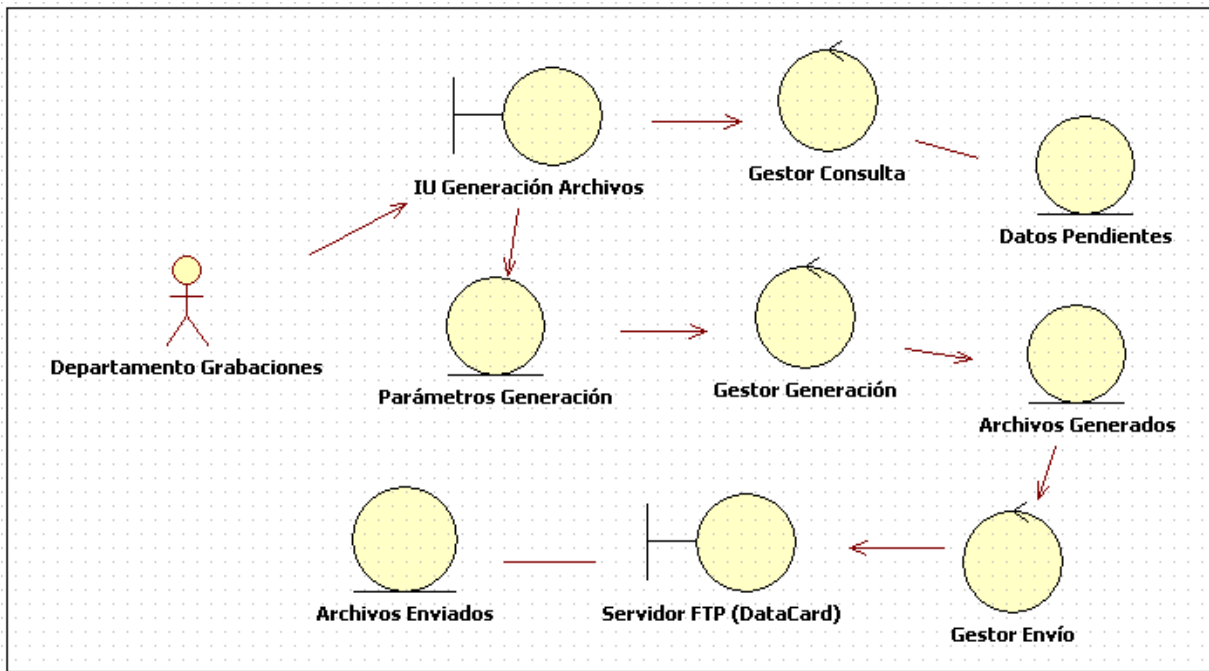 IU Generación Archivos
Gestor Consulta
Datos Pendientes
Departamento Grabaciones
Parámetros Generación
Gestor Generación
Archivos Generados
Archivos Enviados
Servidor FTP (DataCard)
Gestor Envío